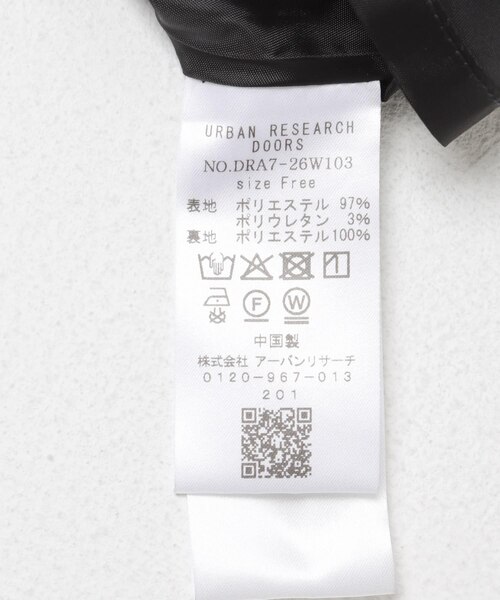 URBAN RESEARCH
DOORS
NO.DRA7-26W103
size Free
表地 ポリエステル 97%
ポリウレタン 3%
裏地 ポリエステル100%
F W
中国製
株式会社 アーバンリサーチ
0120-967-013
201